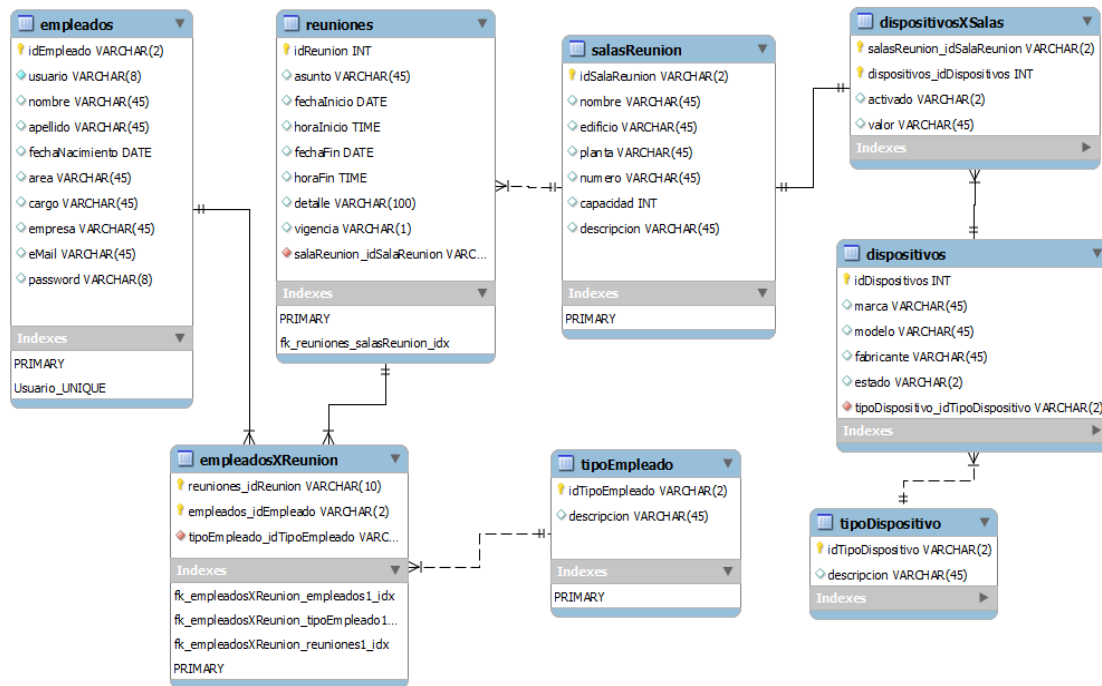 empleados
idEmpleado VARCHAR(2)
usuario VARCHAR(8)
nombre VARCHAR(45)
apellido VARCHAR(45)
fechaNacimiento DATE
area VARCHAR(45)
cargo VARCHAR(45)
empresa VARCHAR(45)
eMail VARCHAR(45)
password VARCHAR(8)
Indexes
PRIMARY
Usuario_UNIQUE
reuniones
idReunion INT
asunto VARCHAR(45)
fechaInicio DATE
horaInicio TIME
fechaFin DATE
horaFin TIME
detalle VARCHAR(100)
vigencia VARCHAR(1)
salaReunion_idSalaReunion VARC...
Indexes
PRIMARY
fk_reuniones_salasReunion_idx
salasReunion
idSalaReunion VARCHAR(2)
nombre VARCHAR(45)
edificio VARCHAR(45)
planta VARCHAR(45)
numero VARCHAR(45)
capacidad INT
descripcion VARCHAR(45)
Indexes
PRIMARY
dispositivosXSalas
salasReunion_idSalaReunion VARCHAR(2)
dispositivos_idDispositivos INT
activado VARCHAR(2)
valor VARCHAR(45)
Indexes
dispositivos
idDispositivos INT
marca VARCHAR(45)
modelo VARCHAR(45)
fabricante VARCHAR(45)
estado VARCHAR(2)
tipoDispositivo_idTipoDispositivo VARCHAR(2)
Indexes
empleadosXReunion
reuniones_idReunion VARCHAR(10)
empleados_idEmpleado VARCHAR(2)
tipoEmpleado_idTipoEmpleado VARC...
Indexes
fk_empleadosXReunion_empleados1_idx
fk_empleadosXReunion_tipoEmpleado1...
fk_empleadosXReunion_reuniones1_idx
PRIMARY
tipoEmpleado
idTipoEmpleado VARCHAR(2)
descripcion VARCHAR(45)
Indexes
PRIMARY
tipoDispositivo
idTipoDispositivo VARCHAR(2)
descripcion VARCHAR(45)
Indexes